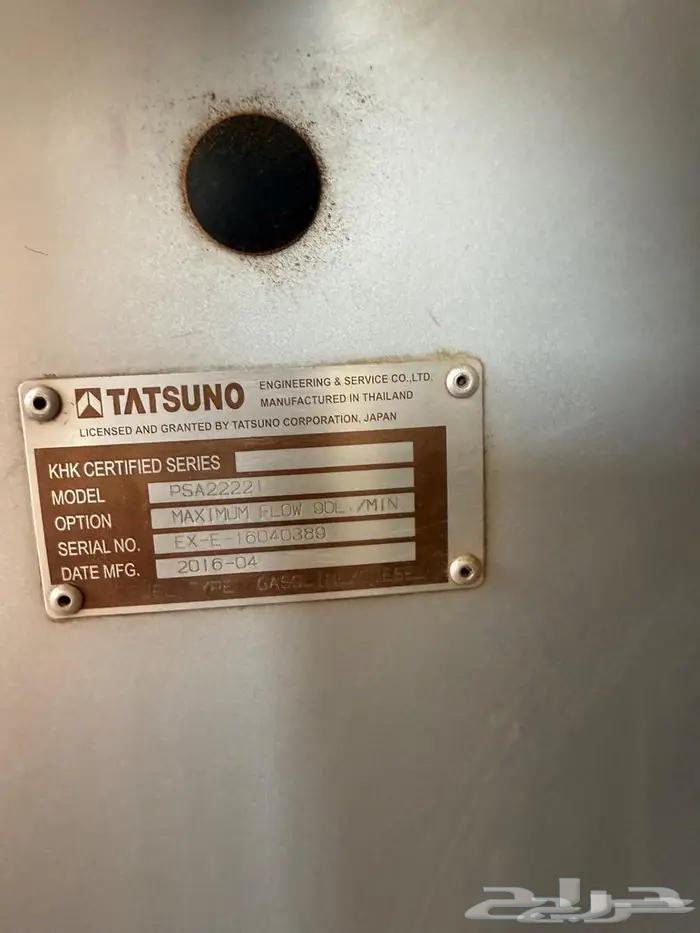 TATSUNO ENGINEERING & SERVICE CO.,LTD.
MANUFACTURED IN THAILAND
LICENSED AND GRANTED BY TATSUNO CORPORATION, JAPAN
KHK CERTIFIED SERIES
MODEL PSA22221
OPTION MAXIMUM FLOW 90L./MIN
SERIAL NO. EX-E-16040389
DATE MFG. 2016-04
TYPE
حراج